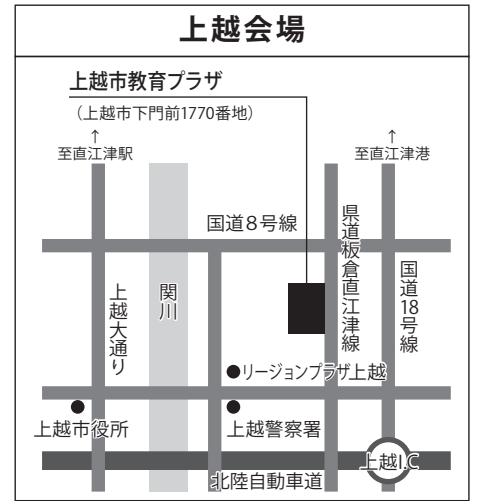 上越会場
上越市教育プラザ
（上越市下門前1770番地）
↑
至直江津駅
↑
至直江津港
国道8号線
県道板倉直江津線
国道18号線
上越大通り
関川
●リージョンプラザ上越
上越市役所
上越警察署
上越I.C
北陸自動車道